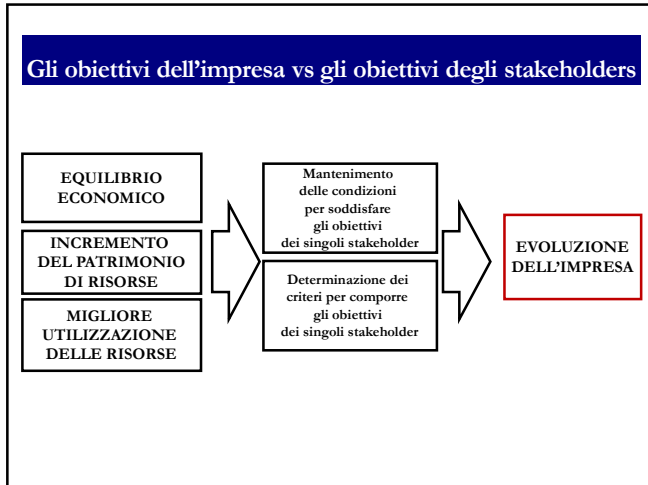 Gli obiettivi dell'impresa vs gli obiettivi degli stakeholders
EQUILIBRIO
ECONOMICO
INCREMENTO
DEL PATRIMONIO
DI RISORSE
MIGLIORE
UTILIZZAZIONE
DELLE RISORSE
Mantenimento
delle condizioni
per soddisfare
gli obiettivi
dei singoli stakeholder
Determinazione dei
criteri per comporre
gli obiettivi
dei singoli stakeholder
EVOLUZIONE
DELL'IMPRESA